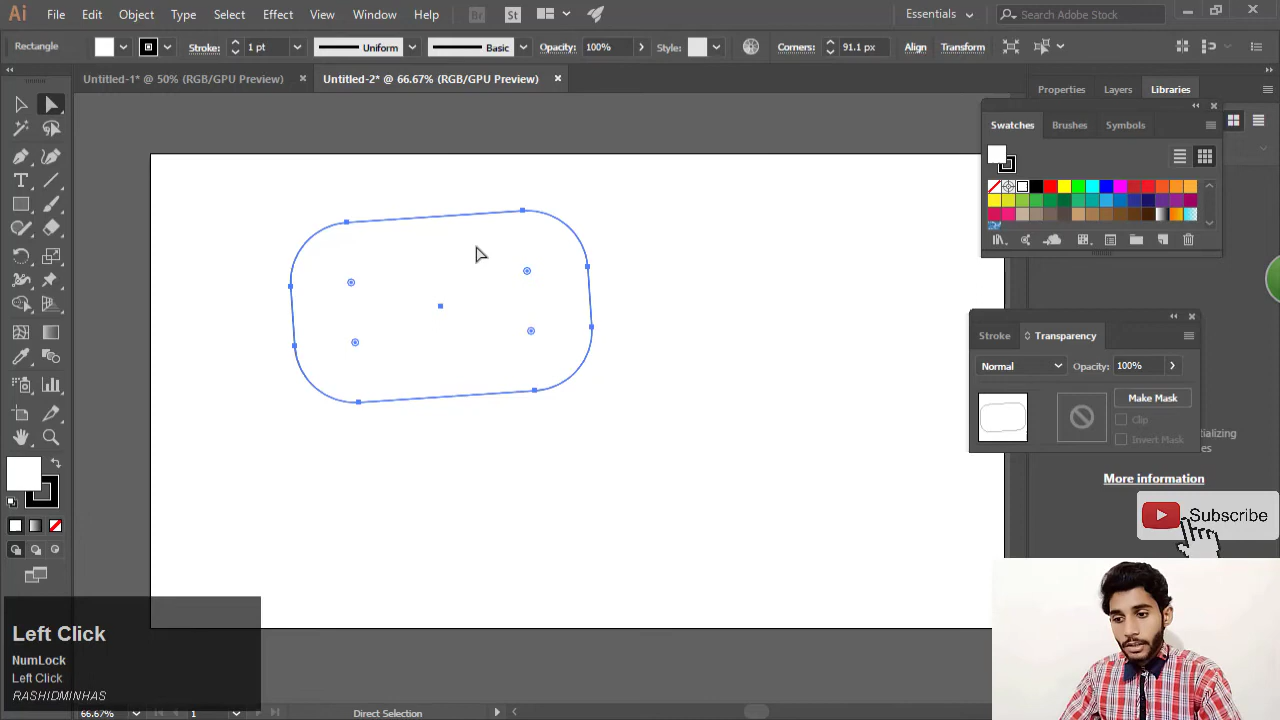 Ai File Edit Object Type Select Effect View Window Help Br St Essentials Search Adobe Stock
Rectangle Stroke: 1 pt Uniform Basic Opacity: 100% Style: Corners: 91.1 px Align Transform
Untitled-1* @ 50% (RGB/GPU Preview) Untitled-2* @ 66.67% (RGB/GPU Preview)
Properties Layers Libraries
Swatches Brushes Symbols
Stroke Transparency
Normal Opacity: 100%
Make Mask
Clip
Invert Mask
ializing
es
More information
Subscribe
Left Click
NumLock
Left Click
RASHIDMINHAS
66.67% 1 Direct Selection